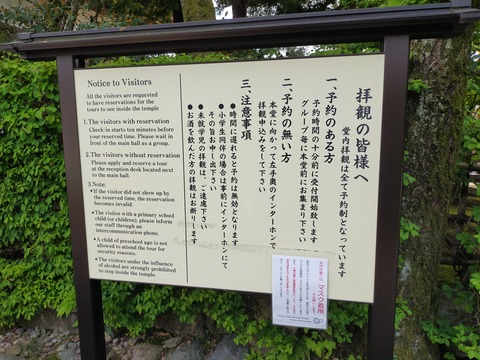 Notice to Visitors
All the visitors are requested
to have reservations for the
tours to see inside the temple
1.The visitors with reservation
Check-in starts ten minutes
before your reserved time. Please wait in
front of the main hall as a group.
2.The visitors without reservation
Please apply and reserve a tour
at the reception desk located next
to the main hall.
3.Note:
●If the visitor did not show up by
the reserved time, the reservation
becomes invalid.
●The visitor with a primary school
child (or children), please inform
our staff through an
intercommunication phone.
●A child of preschool age is not
allowed to attend the tour for
security reasons.
●The visitors under the influence
of alcohol are strongly prohibited
to step inside the temple.
拝観の皆様へ
堂内拝観は全て予約制となっています
一、予約のある方
予約時間の十分前に受付開始致します
グループ毎に本堂前にお集まり下さい
二、予約の無い方
本堂に向かって左手奥のインターホンで
拝観申込みをして下さい
三、注意事項
●時間に遅れると予約は無効となります
●小学生同伴の場合は事前にインターホンにて
その旨お申し出下さい
●未就学児の拝観は、ご遠慮下さい
●お酒を飲んだ方の拝観はお断りします
マスク着用